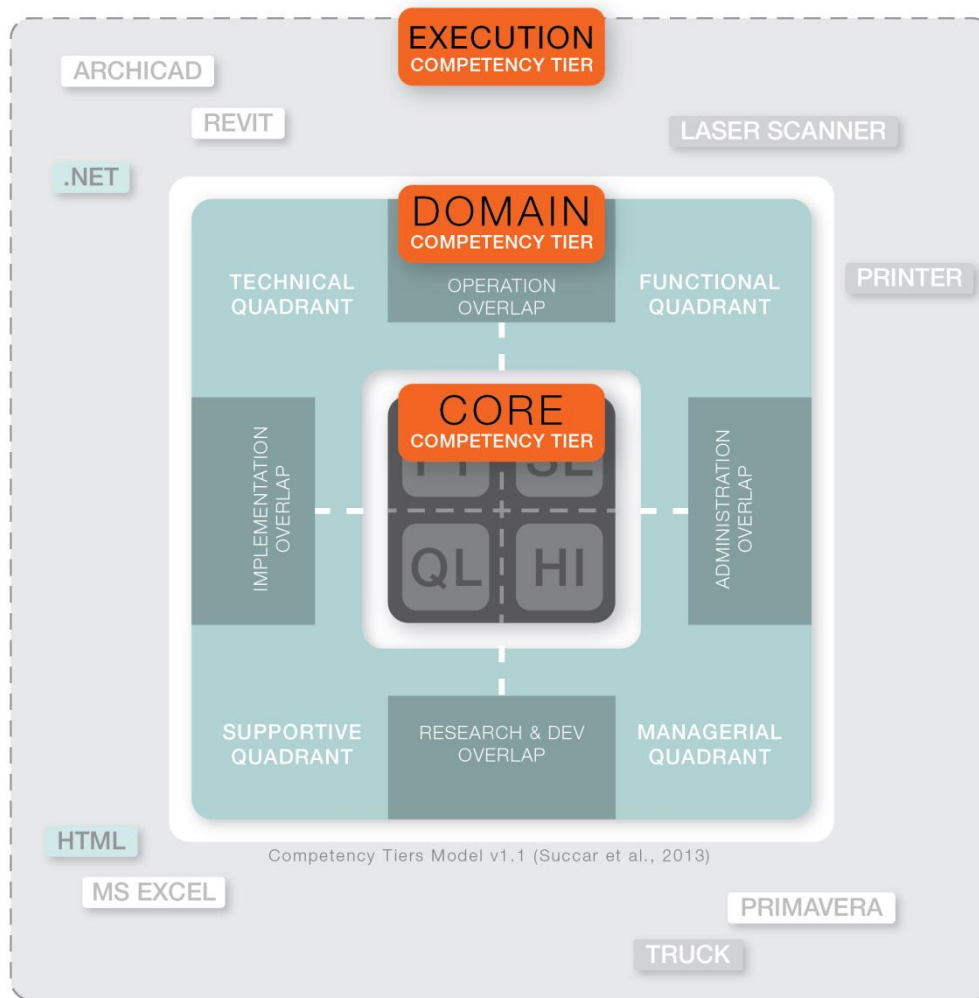 EXECUTION
COMPETENCY TIER
ARCHICAD
REVIT
LASER SCANNER
.NET
DOMAIN
COMPETENCY TIER
TECHNICAL
QUADRANT
OPERATION
OVERLAP
FUNCTIONAL
QUADRANT
PRINTER
CORE
COMPETENCY TIER
IMPLEMENTATION
OVERLAP
ADMINISTRATION
OVERLAP
QL
HI
SUPPORTIVE
QUADRANT
RESEARCH & DEV
OVERLAP
MANAGERIAL
QUADRANT
HTML
Competency Tiers Model v1.1 (Succar et al., 2013)
MS EXCEL
PRIMAVERA
TRUCK